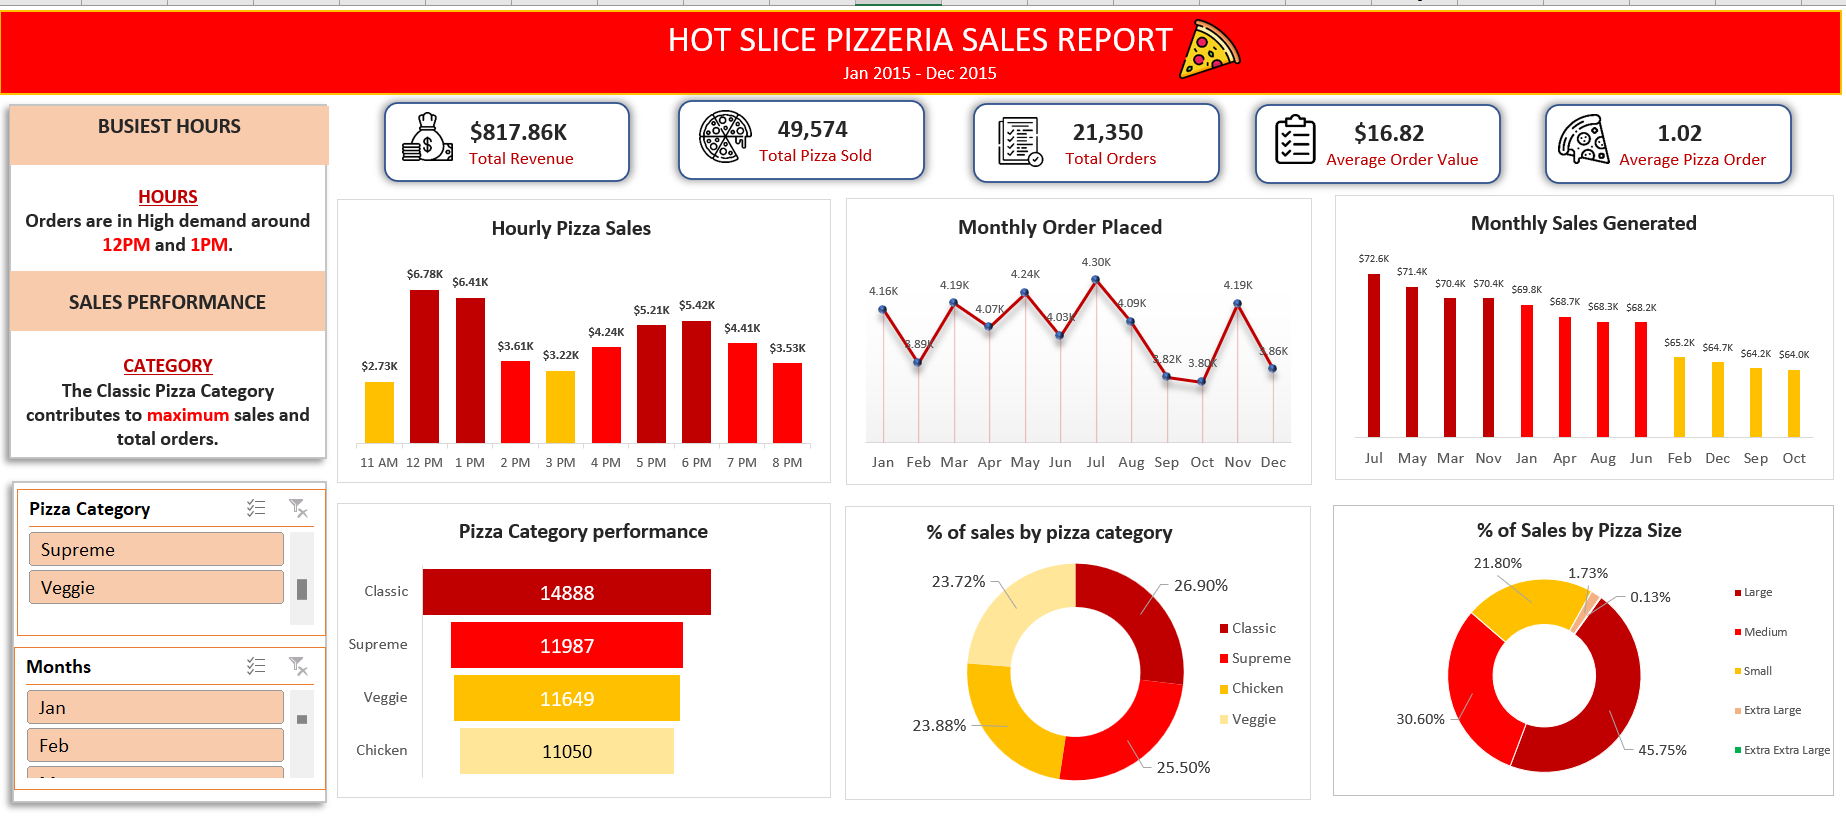 HOT SLICE PIZZERIA SALES REPORT
Jan 2015 - Dec 2015
BUSIEST HOURS
HOURS
Orders are in High demand around
12PM and 1PM.
SALES PERFORMANCE
CATEGORY
The Classic Pizza Category
contributes to maximum sales and
total orders.
$817.86K
Total Revenue
49,574
Total Pizza Sold
21,350
Total Orders
$16.82
Average Order Value
1.02
Average Pizza Order
Hourly Pizza Sales
$2.73K
$6.78K
$6.41K
$3.61K
$3.22K
$4.24K
$5.21K
$5.42K
$4.41K
$3.53K
11 AM 12 PM 1 PM 2 PM 3 PM 4 PM 5 PM 6 PM 7 PM 8 PM
Monthly Order Placed
4.16K
3.89K
4.19K
4.07K
4.24K
4.03K
4.30K
4.09K
3.82K
3.80K
4.19K
3.86K
Jan Feb Mar Apr May Jun Jul Aug Sep Oct Nov Dec
Monthly Sales Generated
$72.6K
$71.4K
$70.4K
$70.4K
$69.8K
$68.7K
$68.3K
$68.2K
$65.2K
$64.7K
$64.2K
$64.0K
Jul May Mar Nov Jan Apr Aug Jun Feb Dec Sep Oct
Pizza Category
Supreme
Veggie
Months
Jan
Feb
Pizza Category performance
Classic 14888
Supreme 11987
Veggie 11649
Chicken 11050
% of sales by pizza category
23.72%
26.90%
23.88%
25.50%
Classic
Supreme
Chicken
Veggie
% of Sales by Pizza Size
21.80%
1.73%
0.13%
30.60%
45.75%
Large
Medium
Small
Extra Large
Extra Extra Large